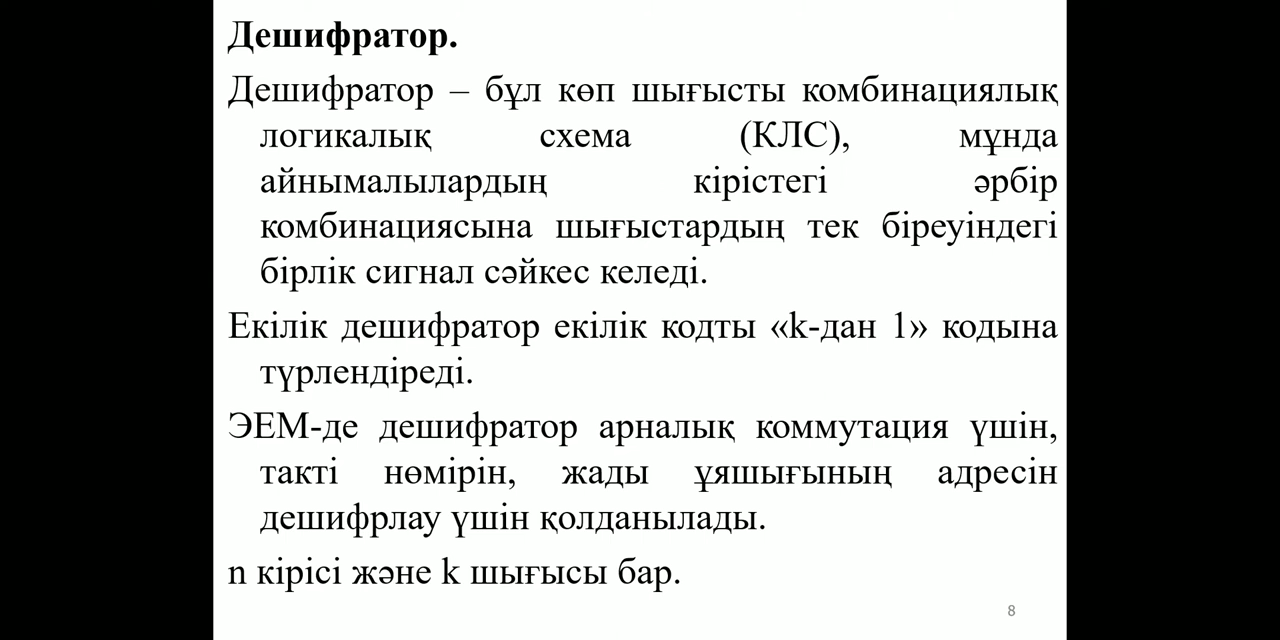 Дешифратор.
Дешифратор – бұл көп шығысты комбинациялық
логикалық схема (КЛС), мұнда
айнымалылардың кірістегі әрбір
комбинациясына шығыстардың тек біреуіндегі
бірлік сигнал сәйкес келеді.
Екілік дешифратор екілік кодты «k-дан 1» кодына
түрлендіреді.
ЭЕМ-де дешифратор арналық коммутация үшін,
такті нөмірін, жады ұяшығының адресін
дешифрлау үшін қолданылады.
n кірісі және k шығысы бар.
8